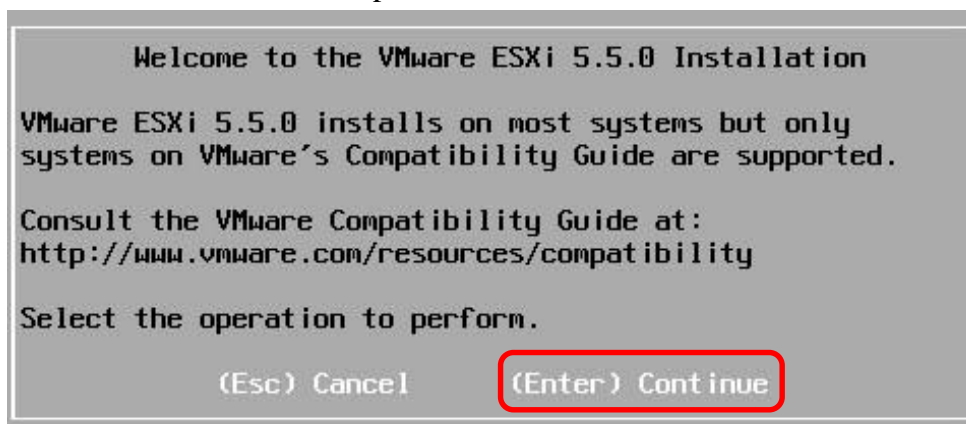 Welcome to the VMware ESXi 5.5.0 Installation
VMware ESXi 5.5.0 installs on most systems but only
systems on VMware's Compatibility Guide are supported.
Consult the VMware Compatibility Guide at:
http://www.vmware.com/resources/compatibility
Select the operation to perform.
(Esc) Cancel (Enter) Continue